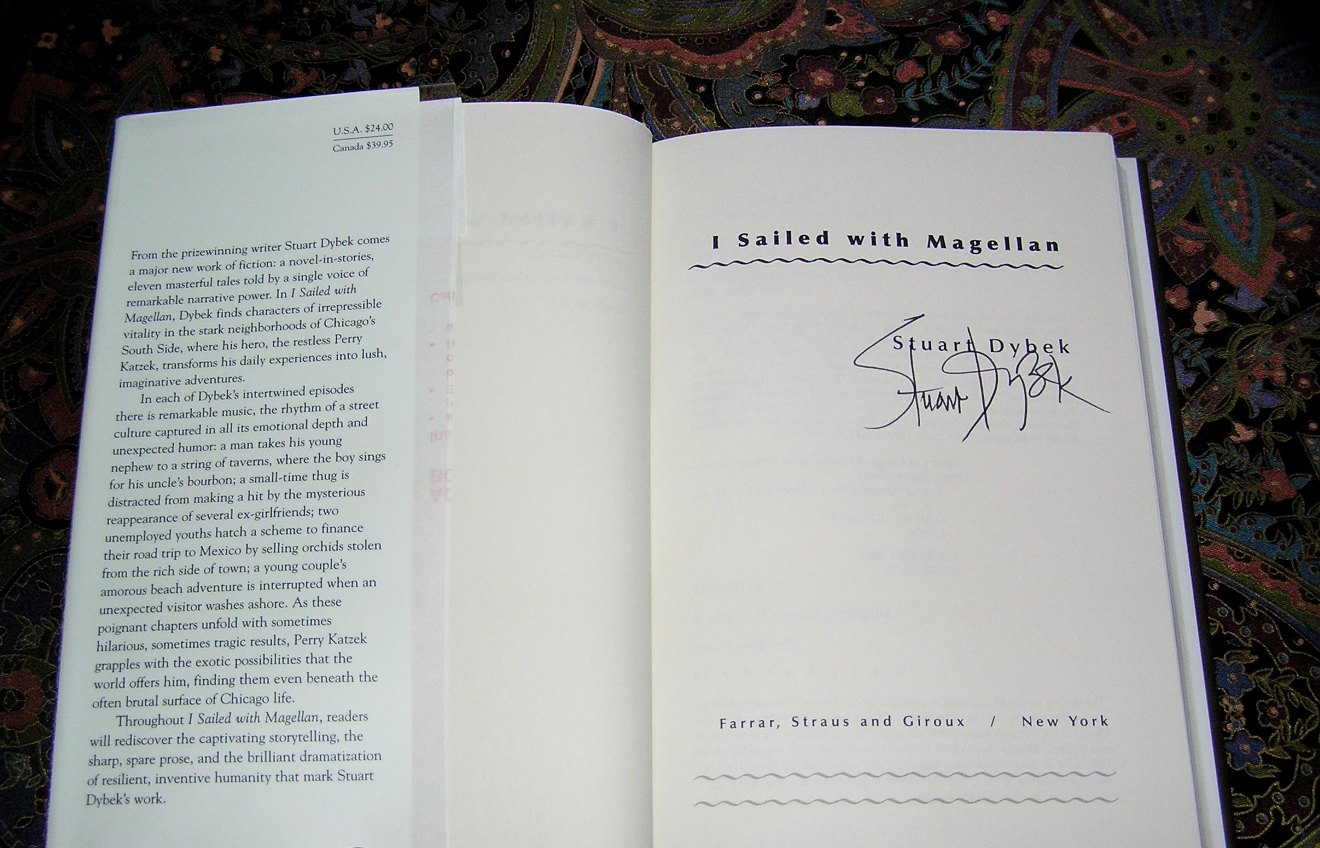 U.S.A. $24.00
Canada $39.95
From the prizewinning writer Stuart Dybek comes
a major new work of fiction: a novel-in-stories,
eleven masterful tales told by a single voice of
remarkable narrative power. In I Sailed with
Magellan, Dybek finds characters of irrepressible
vitality in the stark neighborhoods of Chicago's
South Side, where his hero, the restless Perry
Katzek, transforms his daily experiences into lush,
imaginative adventures.
In each of Dybek's intertwined episodes
there is remarkable music, the rhythm of a street
culture captured in all its emotional depth and
unexpected humor: a man takes his young
nephew to a string of taverns, where the boy sings
for his uncle's bourbon; a small-time thug is
distracted from making a hit by the mysterious
reappearance of several ex-girlfriends; two
unemployed youths hatch a scheme to finance
their road trip to Mexico by selling orchids stolen
from the rich side of town; a young couple's
amorous beach adventure is interrupted when an
unexpected visitor washes ashore. As these
poignant chapters unfold with sometimes
hilarious, sometimes tragic results, Perry Katzek
grapples with the exotic possibilities that the
world offers him, finding them even beneath the
often brutal surface of Chicago life.
Throughout I Sailed with Magellan, readers
will rediscover the captivating storytelling, the
sharp, spare prose, and the brilliant dramatization
of resilient, inventive humanity that mark Stuart
Dybek's work.
I Sailed with Magellan
Stuart Dybek
Stuart Dybek
Farrar, Straus and Giroux / New York